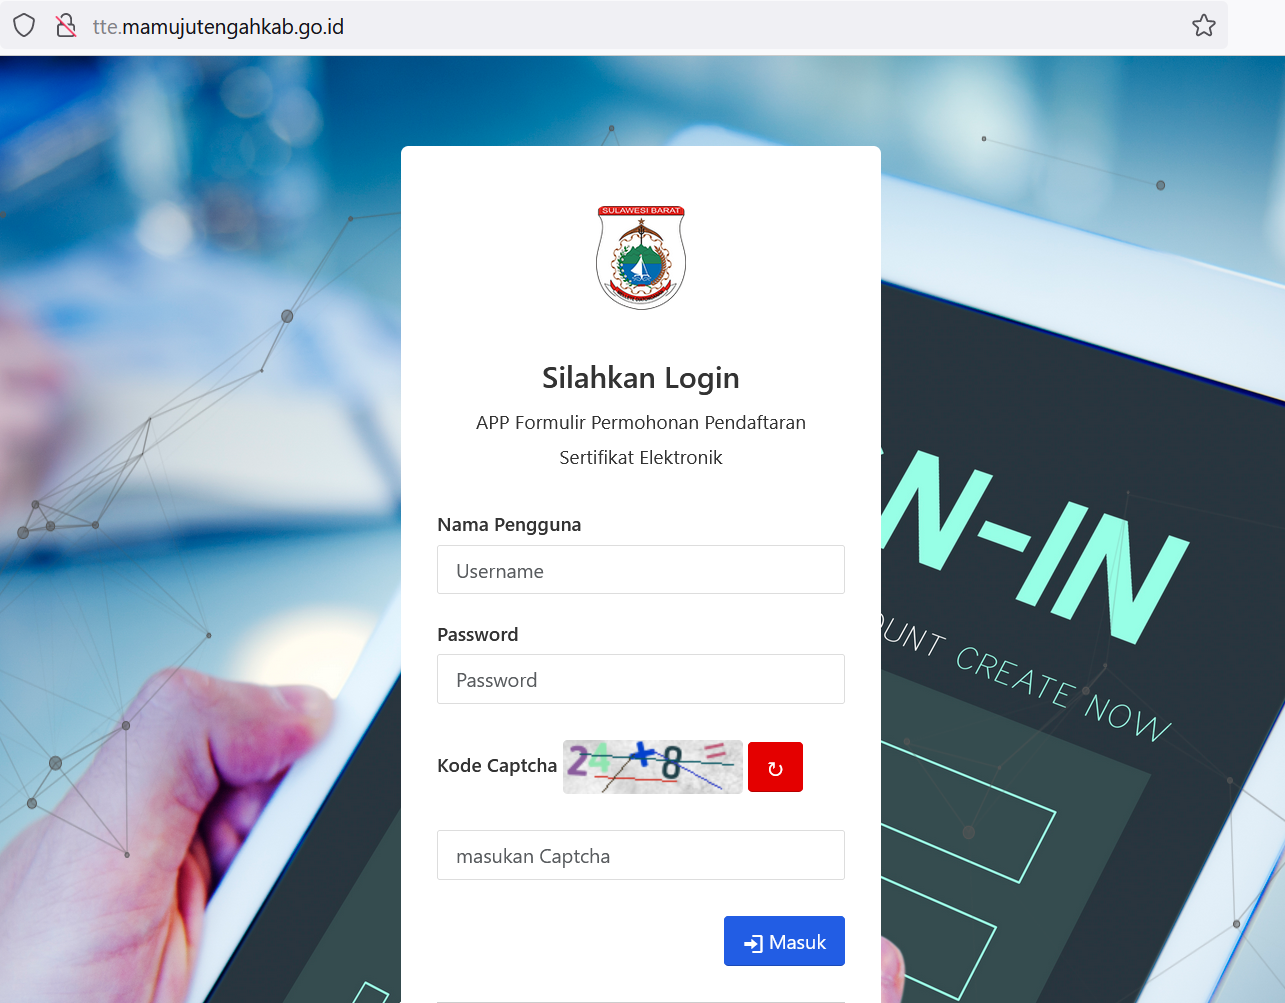 tte.mamujutengahkab.go.id
SULAWESI BARAT
Silahkan Login
APP Formulir Permohonan Pendaftaran
Sertifikat Elektronik
Nama Pengguna
Username
Password
Password
Kode Captcha
24 + 8 =
masukan Captcha
Masuk
N-IN
OUNT CREATE NOW